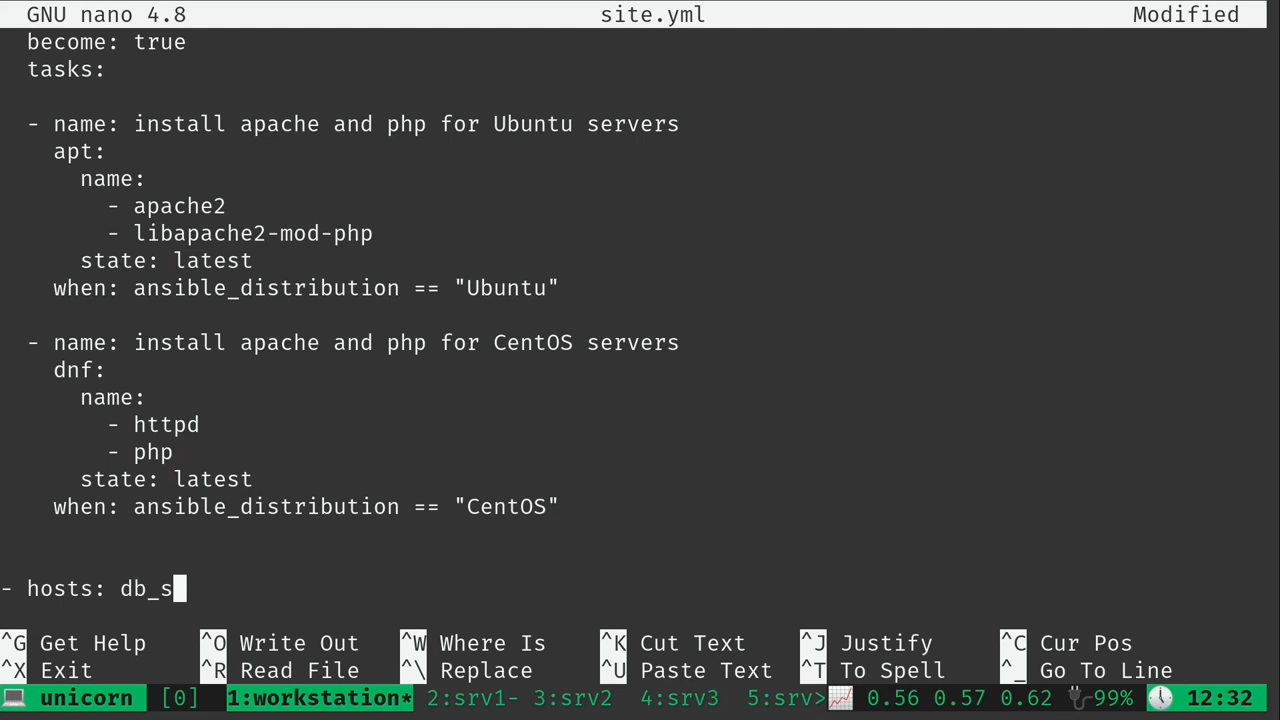 GNU nano 4.8 site.yml Modified
become: true
tasks:
- name: install apache and php for Ubuntu servers
apt:
name:
- apache2
- libapache2-mod-php
state: latest
when: ansible_distribution == "Ubuntu"
- name: install apache and php for CentOS servers
dnf:
name:
- httpd
- php
state: latest
when: ansible_distribution == "CentOS"
- hosts: db_s
^G Get Help ^O Write Out ^W Where Is ^K Cut Text ^J Justify ^C Cur Pos
^X Exit ^R Read File ^\ Replace ^U Paste Text ^T To Spell ^_ Go To Line
unicorn [0] 1:workstation* 2:srv1- 3:srv2 4:srv3 5:srv> 0.56 0.57 0.62 99% 12:32